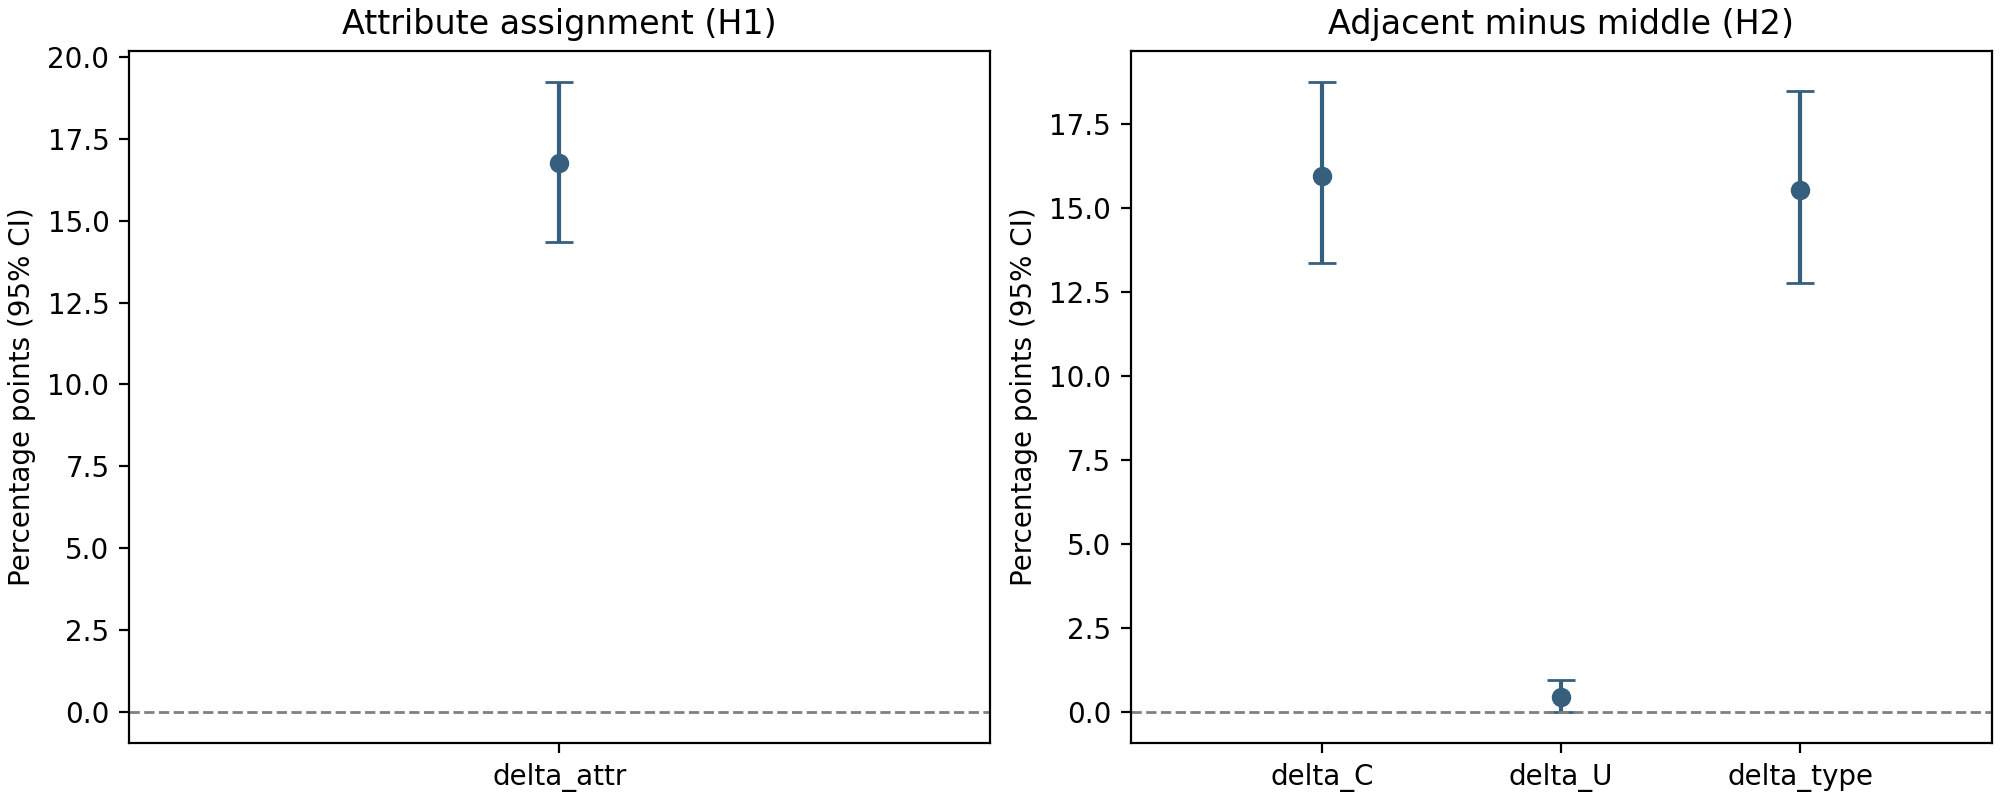 Attribute assignment (H1)
Percentage points (95% CI)
20.0
17.5
15.0
12.5
10.0
7.5
5.0
2.5
0.0
delta_attr
Adjacent minus middle (H2)
Percentage points (95% CI)
17.5
15.0
12.5
10.0
7.5
5.0
2.5
0.0
delta_C delta_U delta_type